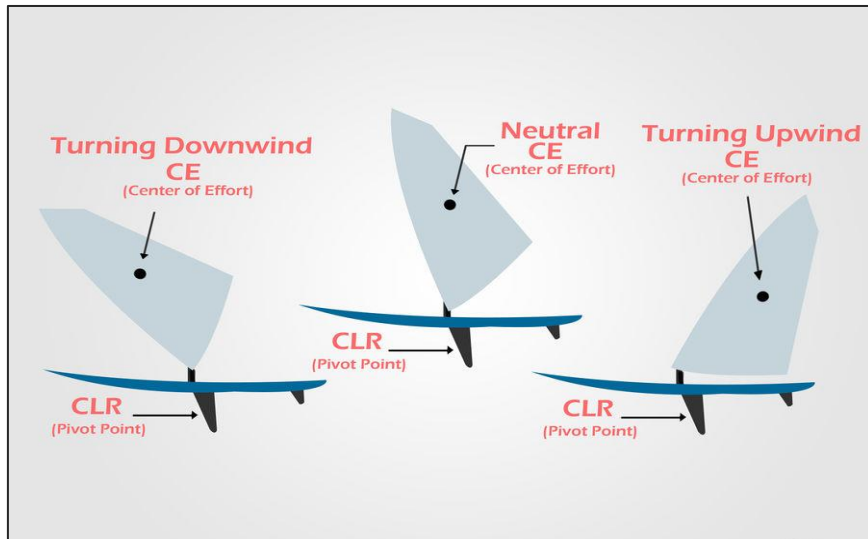 Turning Downwind
CE
(Center of Effort)
CLR
(Pivot Point)
Neutral
CE
(Center of Effort)
CLR
(Pivot Point)
Turning Upwind
CE
(Center of Effort)
CLR
(Pivot Point)